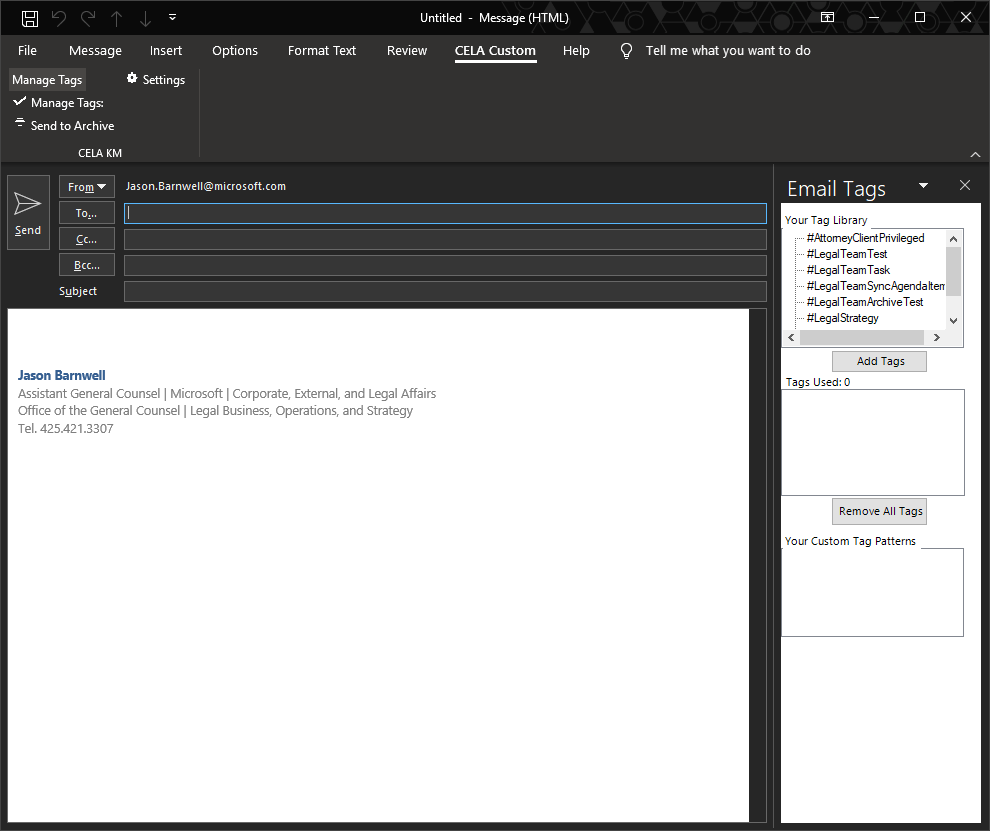 Untitled - Message (HTML)
File Message Insert Options Format Text Review CELA Custom Help Tell me what you want to do
Manage Tags Settings
Manage Tags:
Send to Archive
CELA KM
Send
From Jason.Barnwell@microsoft.com
To...
Cc...
Bcc...
Subject
Jason Barnwell
Assistant General Counsel | Microsoft | Corporate, External, and Legal Affairs
Office of the General Counsel | Legal Business, Operations, and Strategy
Tel. 425.421.3307
Email Tags
Your Tag Library
#AttorneyClientPrivileged
#LegalTeamTest
#LegalTeamTask
#LegalTeamSyncAgendaItem
#LegalTeamArchiveTest
#LegalStrategy
Add Tags
Tags Used: 0
Remove All Tags
Your Custom Tag Patterns